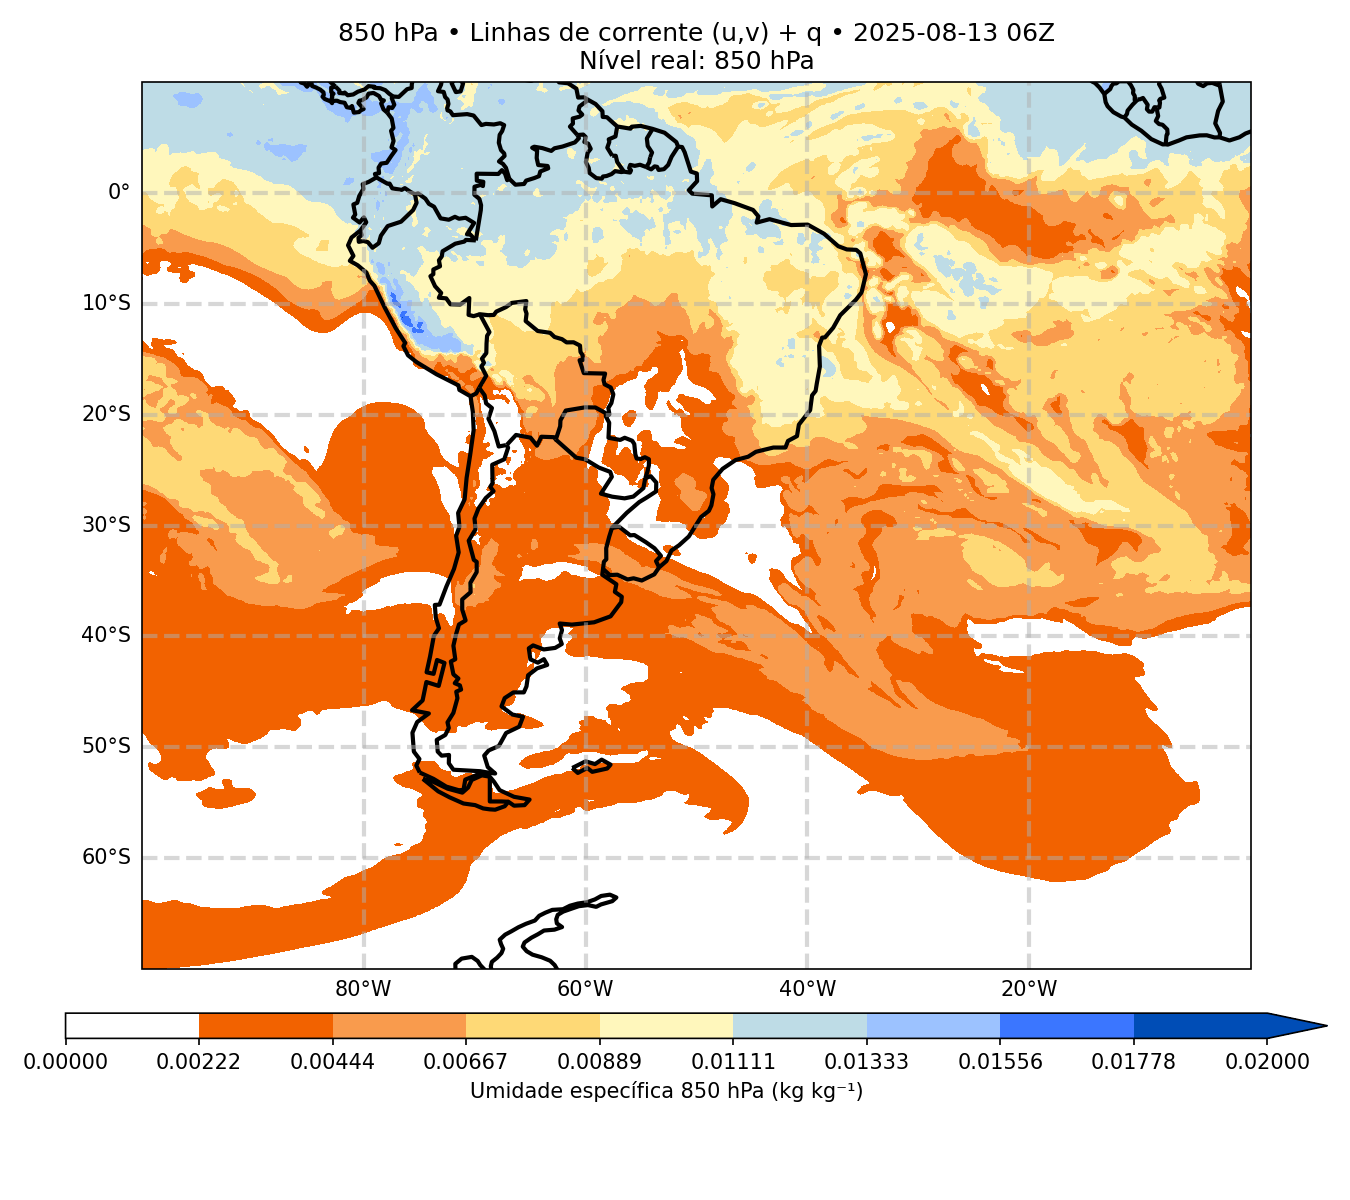 850 hPa • Linhas de corrente (u,v) + q • 2025-08-13 06Z
Nível real: 850 hPa
0°
10°S
20°S
30°S
40°S
50°S
60°S
80°W 60°W 40°W 20°W
0.00000 0.00222 0.00444 0.00667 0.00889 0.01111 0.01333 0.01556 0.01778 0.02000
Umidade específica 850 hPa (kg kg⁻¹)